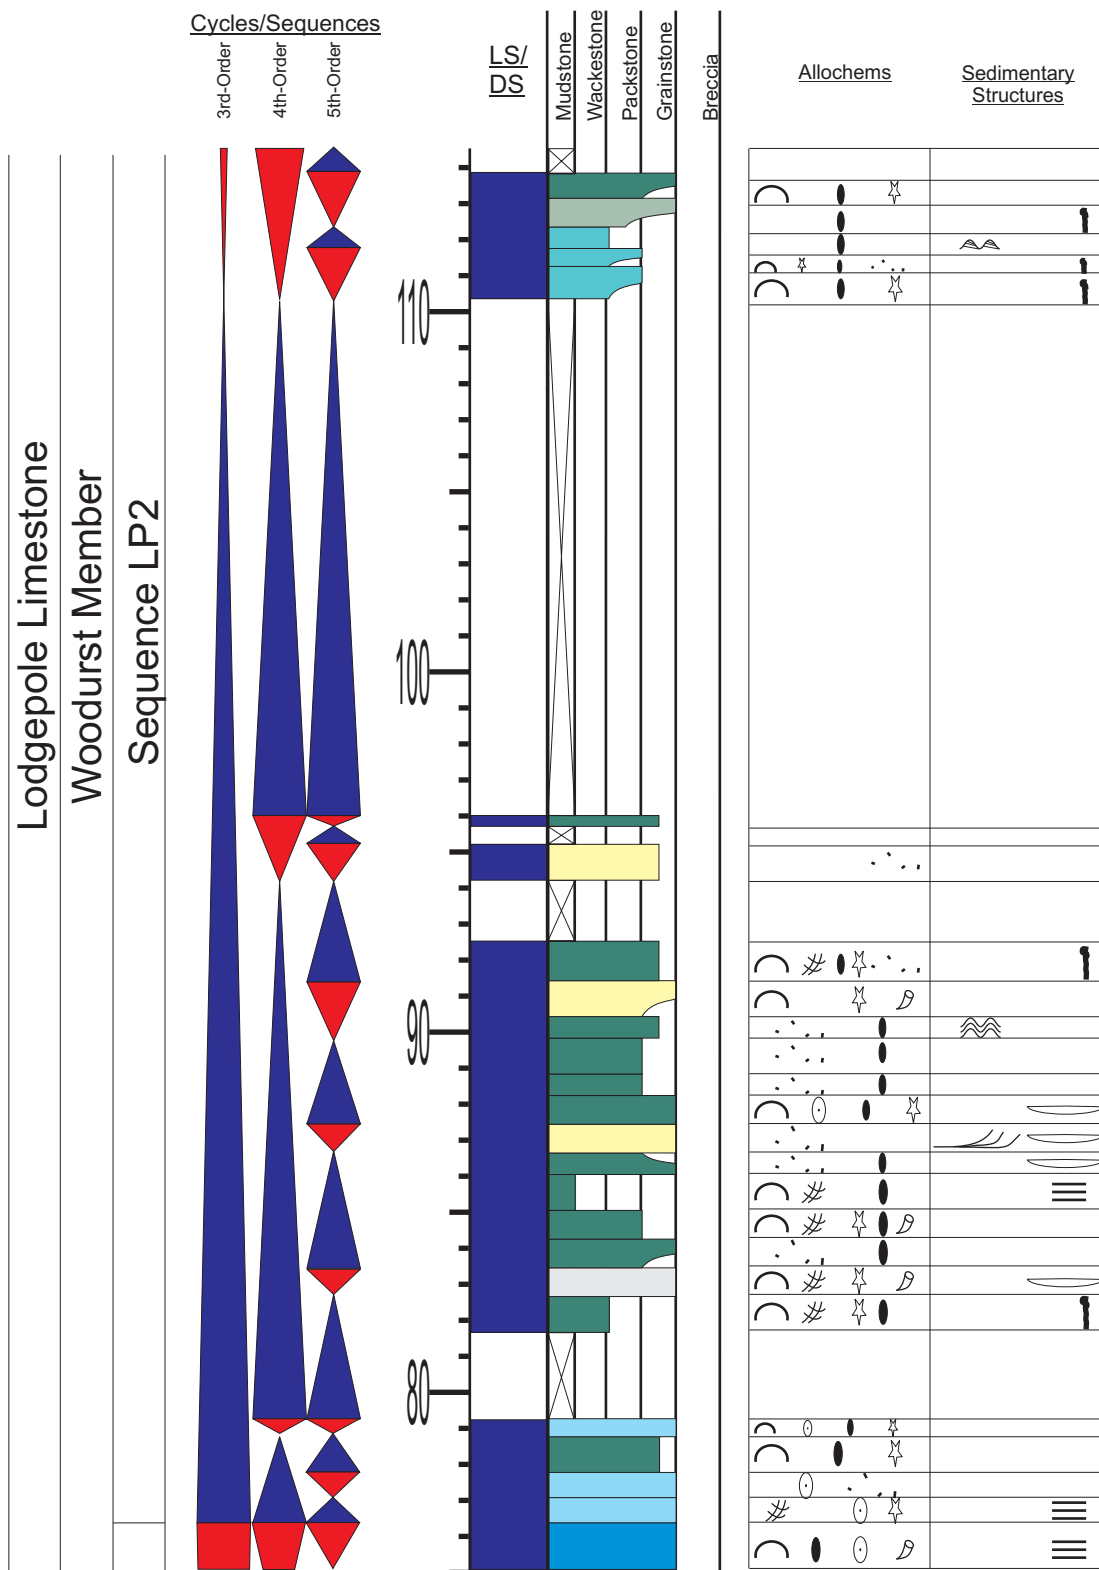 Cycles/Sequences
3rd-Order
4th-Order
5th-Order
LS/
DS
Mudstone
Wackestone
Packstone
Grainstone
Breccia
Allochems
Sedimentary
Structures
Lodgepole Limestone
Woodurst Member
Sequence LP2
110
100
90
80